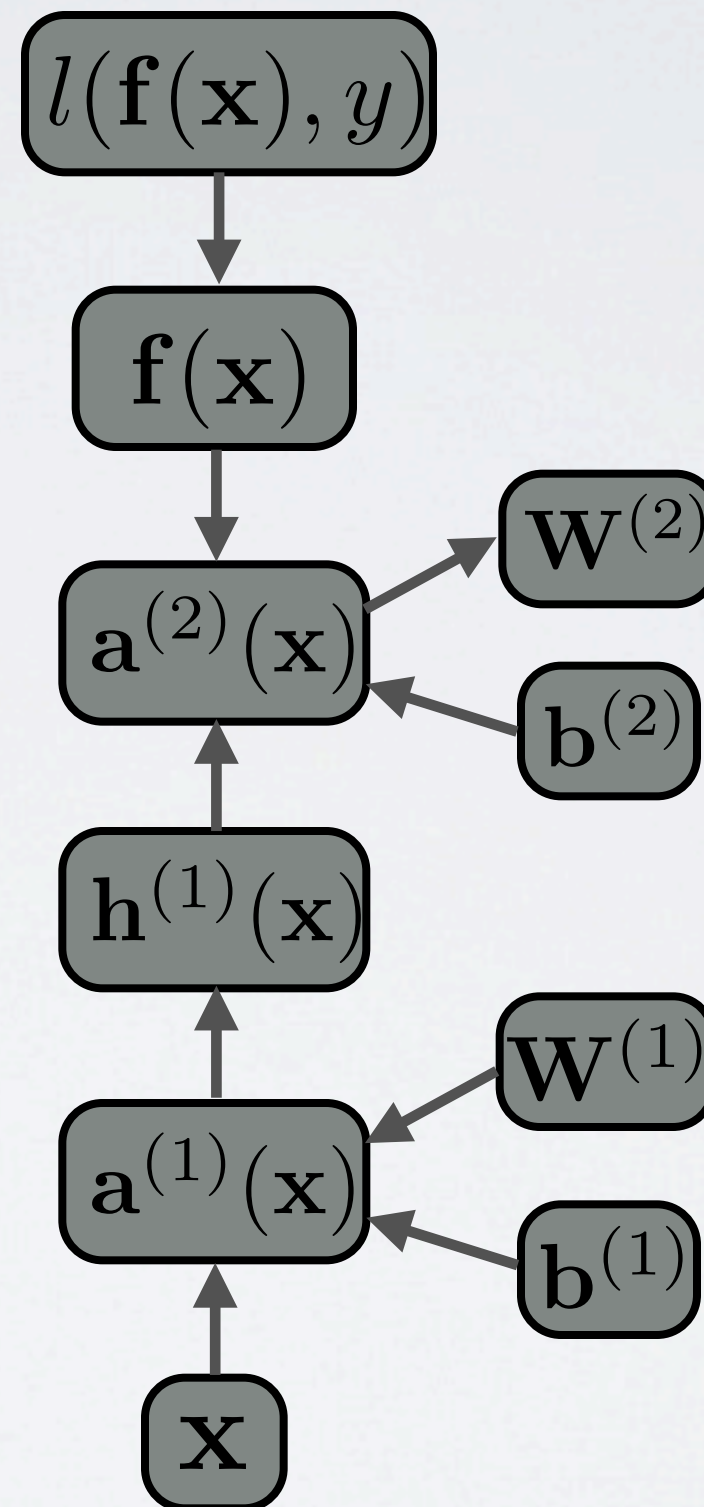 l(f(x), y)
f(x)
a⁽²⁾(x)
W⁽²⁾
b⁽²⁾
h⁽¹⁾(x)
a⁽¹⁾(x)
W⁽¹⁾
b⁽¹⁾
x